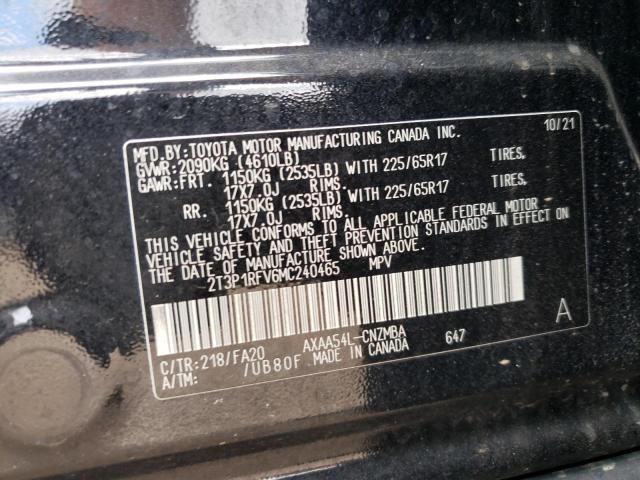 MFD.BY:TOYOTA MOTOR MANUFACTURING CANADA INC. 10/21
GVWR:2090KG (4610LB)
GAWR:FRT. 1150KG (2535LB) WITH 225/65R17 TIRES,
17X7.0J RIMS.
RR. 1150KG (2535LB) WITH 225/65R17 TIRES,
17X7.0J RIMS.
THIS VEHICLE CONFORMS TO ALL APPLICABLE FEDERAL MOTOR
VEHICLE SAFETY AND THEFT PREVENTION STANDARDS IN EFFECT ON
THE DATE OF MANUFACTURE SHOWN ABOVE.
2T3P1RFV6MC240465 MPV
A
C/TR:218/FA20 AXAA54L-CNZMBA 647
A/TM: /UB80F MADE IN CANADA